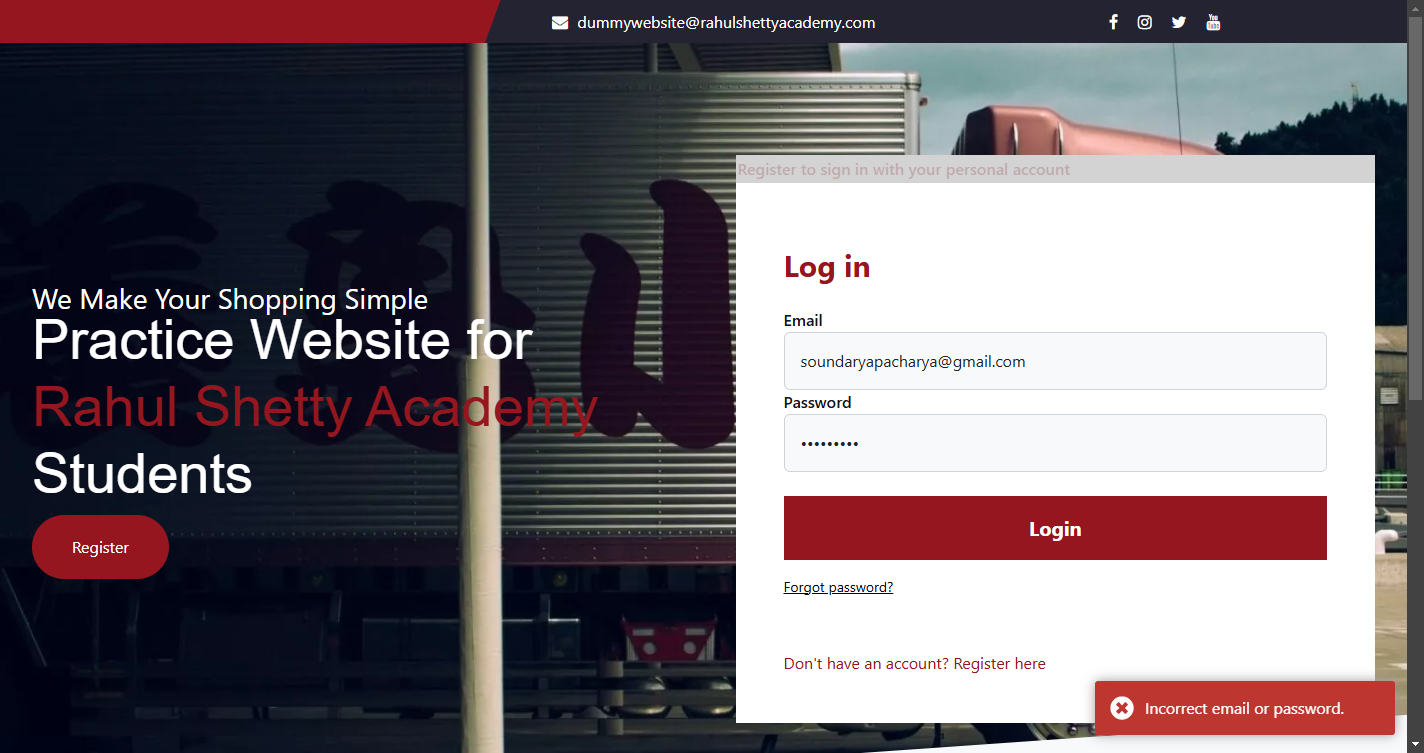 dummywebsite@rahulshettyacademy.com
You
Tube
Register to sign in with your personal account
We Make Your Shopping Simple
Practice Website for
Rahul Shetty Academy
Students
Register
Log in
Email
soundaryapacharya@gmail.com
Password
•••••••••
Login
Forgot password?
Don't have an account? Register here
Incorrect email or password.